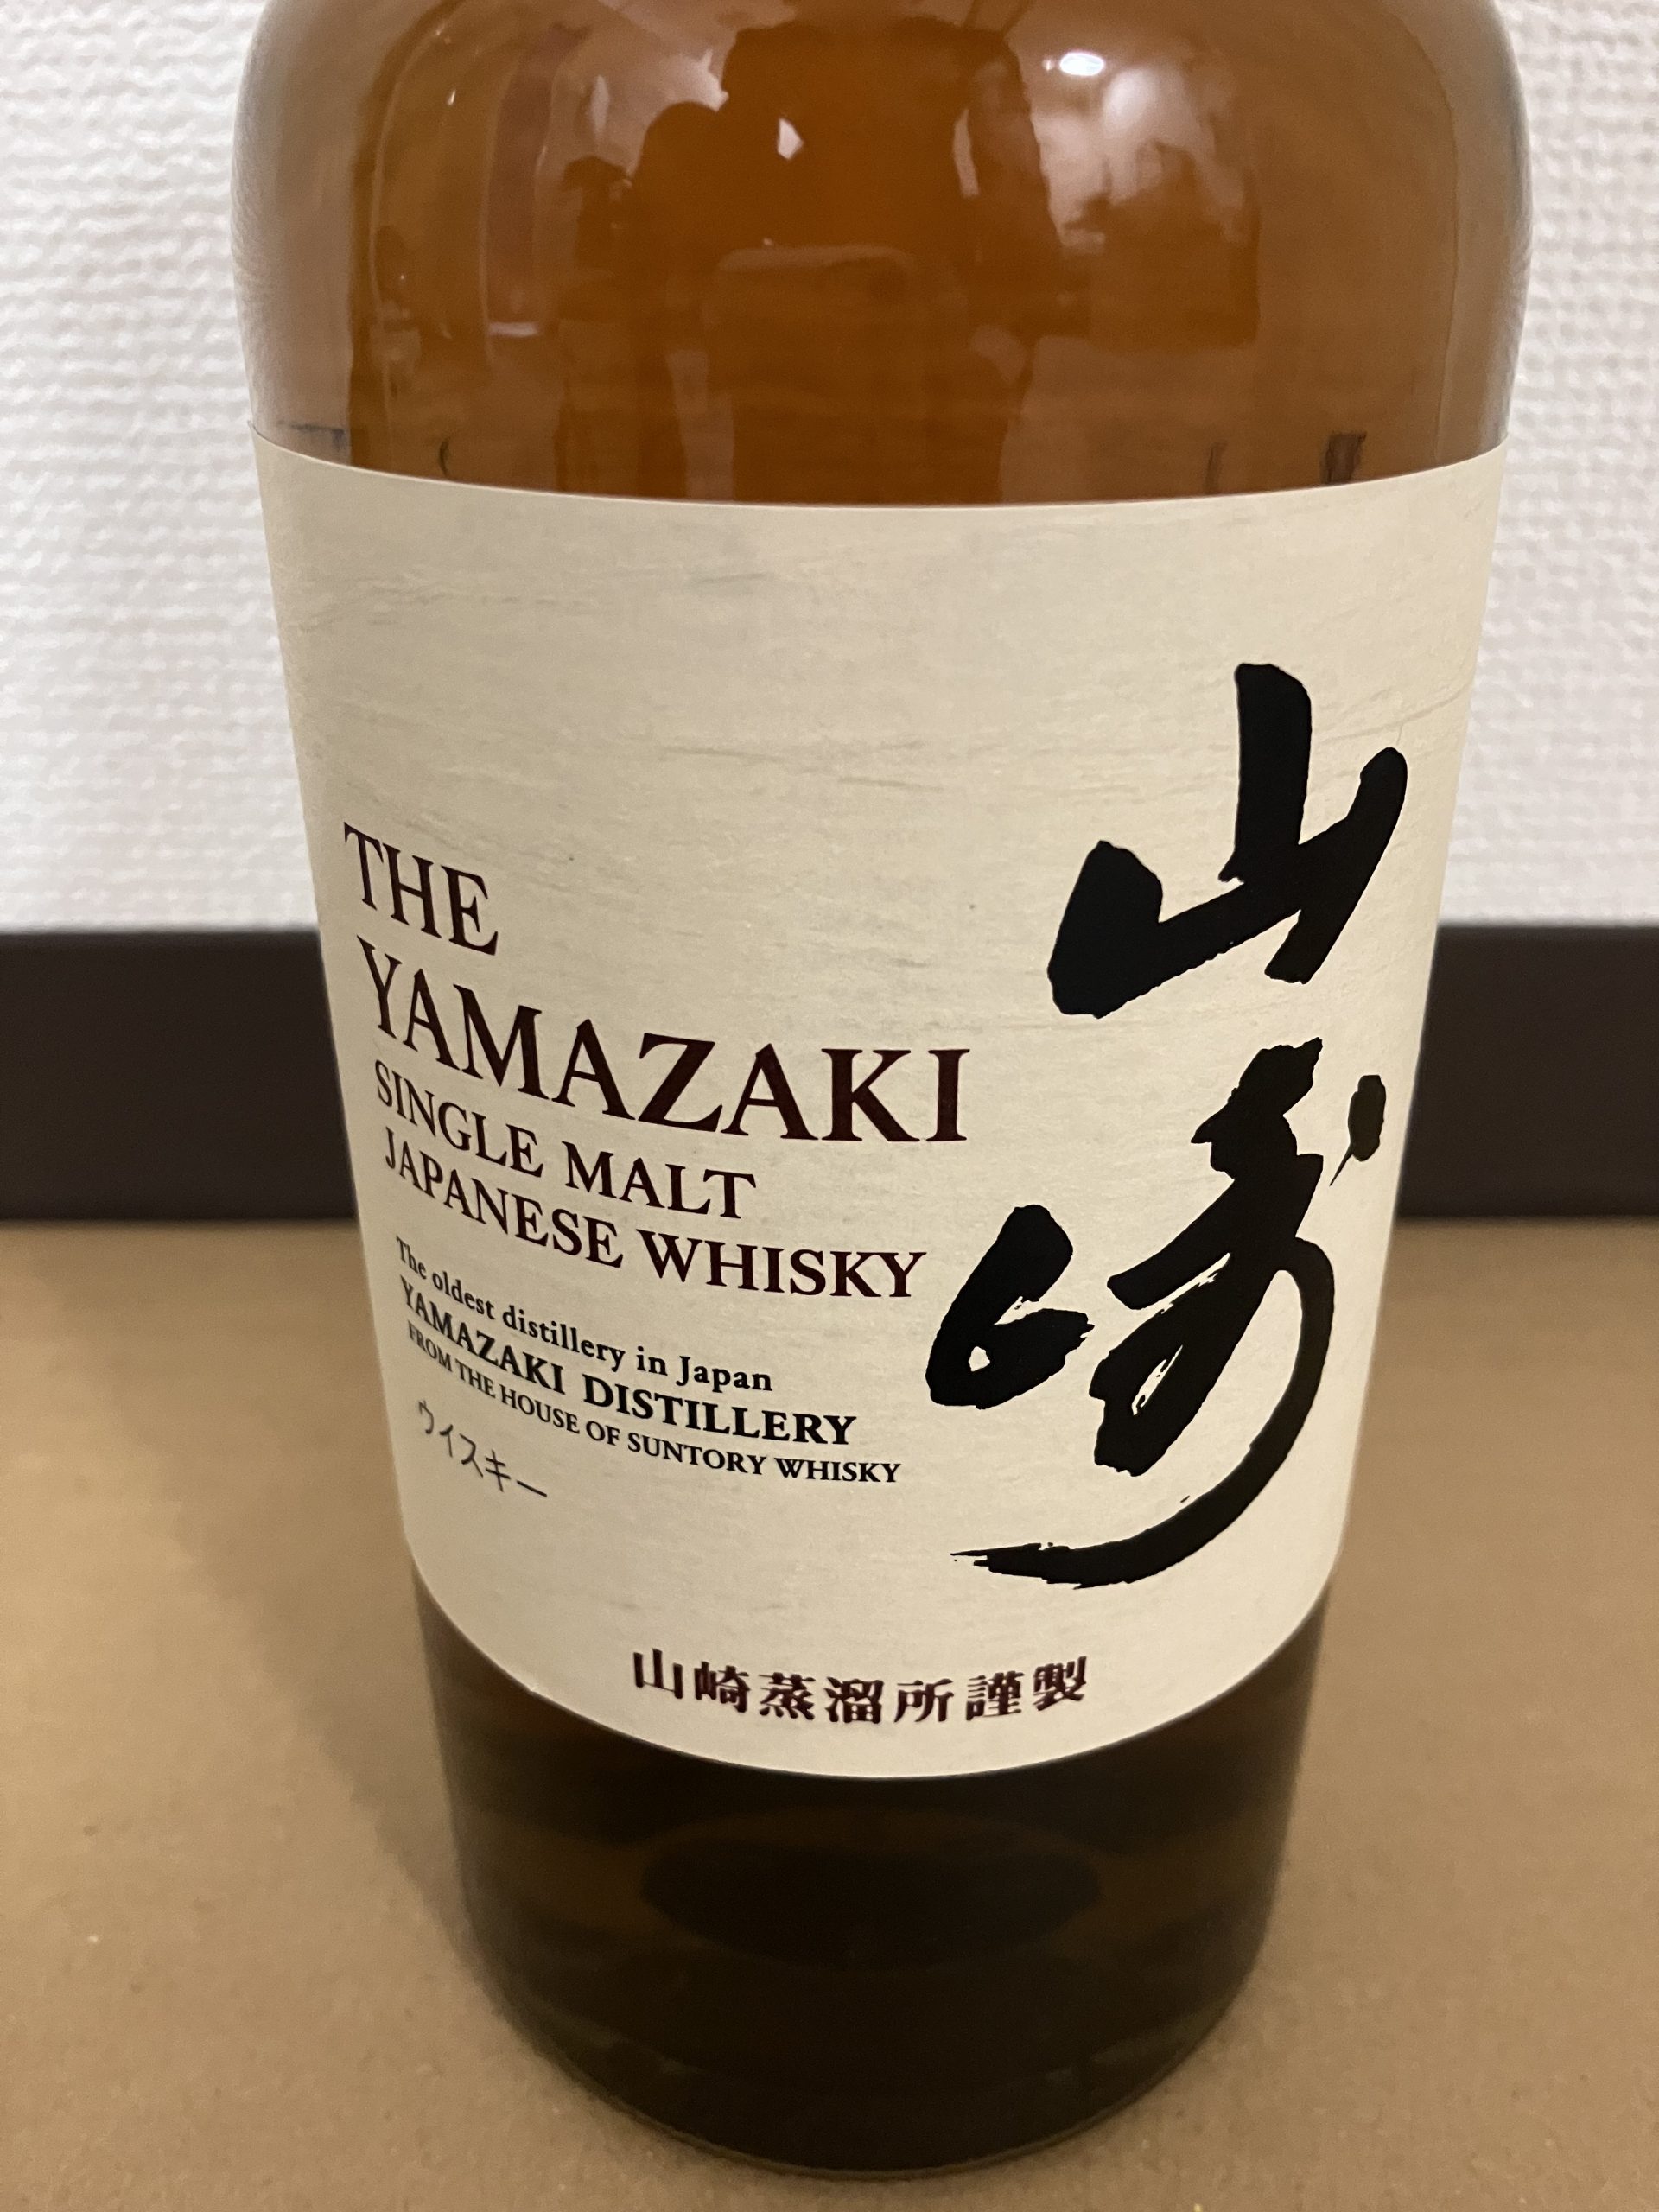 山崎
THE
YAMAZAKI
SINGLE MALT
JAPANESE WHISKY
The oldest distillery in Japan
YAMAZAKI DISTILLERY
FROM THE HOUSE OF SUNTORY WHISKY
ウイスキー
山崎蒸溜所謹製